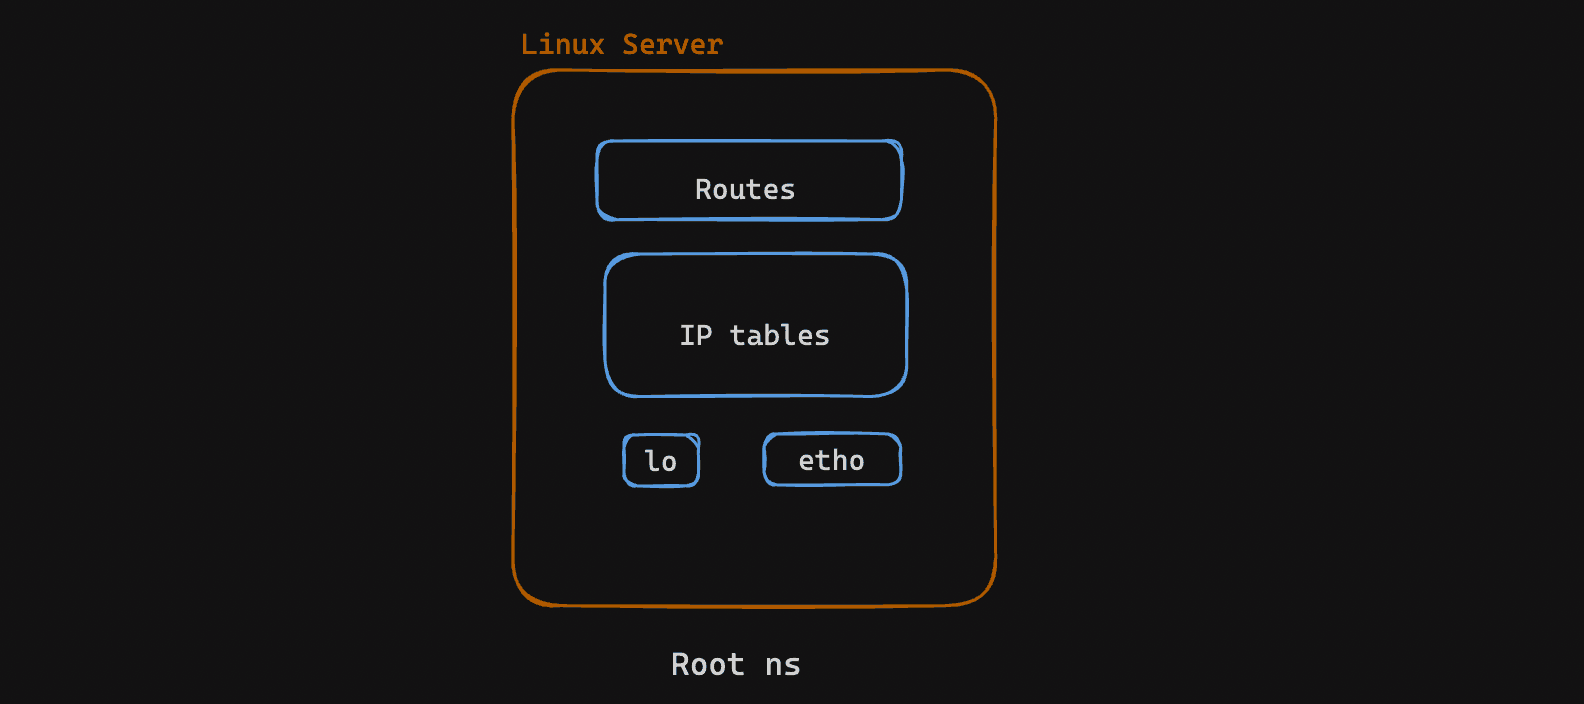 Linux Server
Routes
IP tables
lo
etho
Root ns